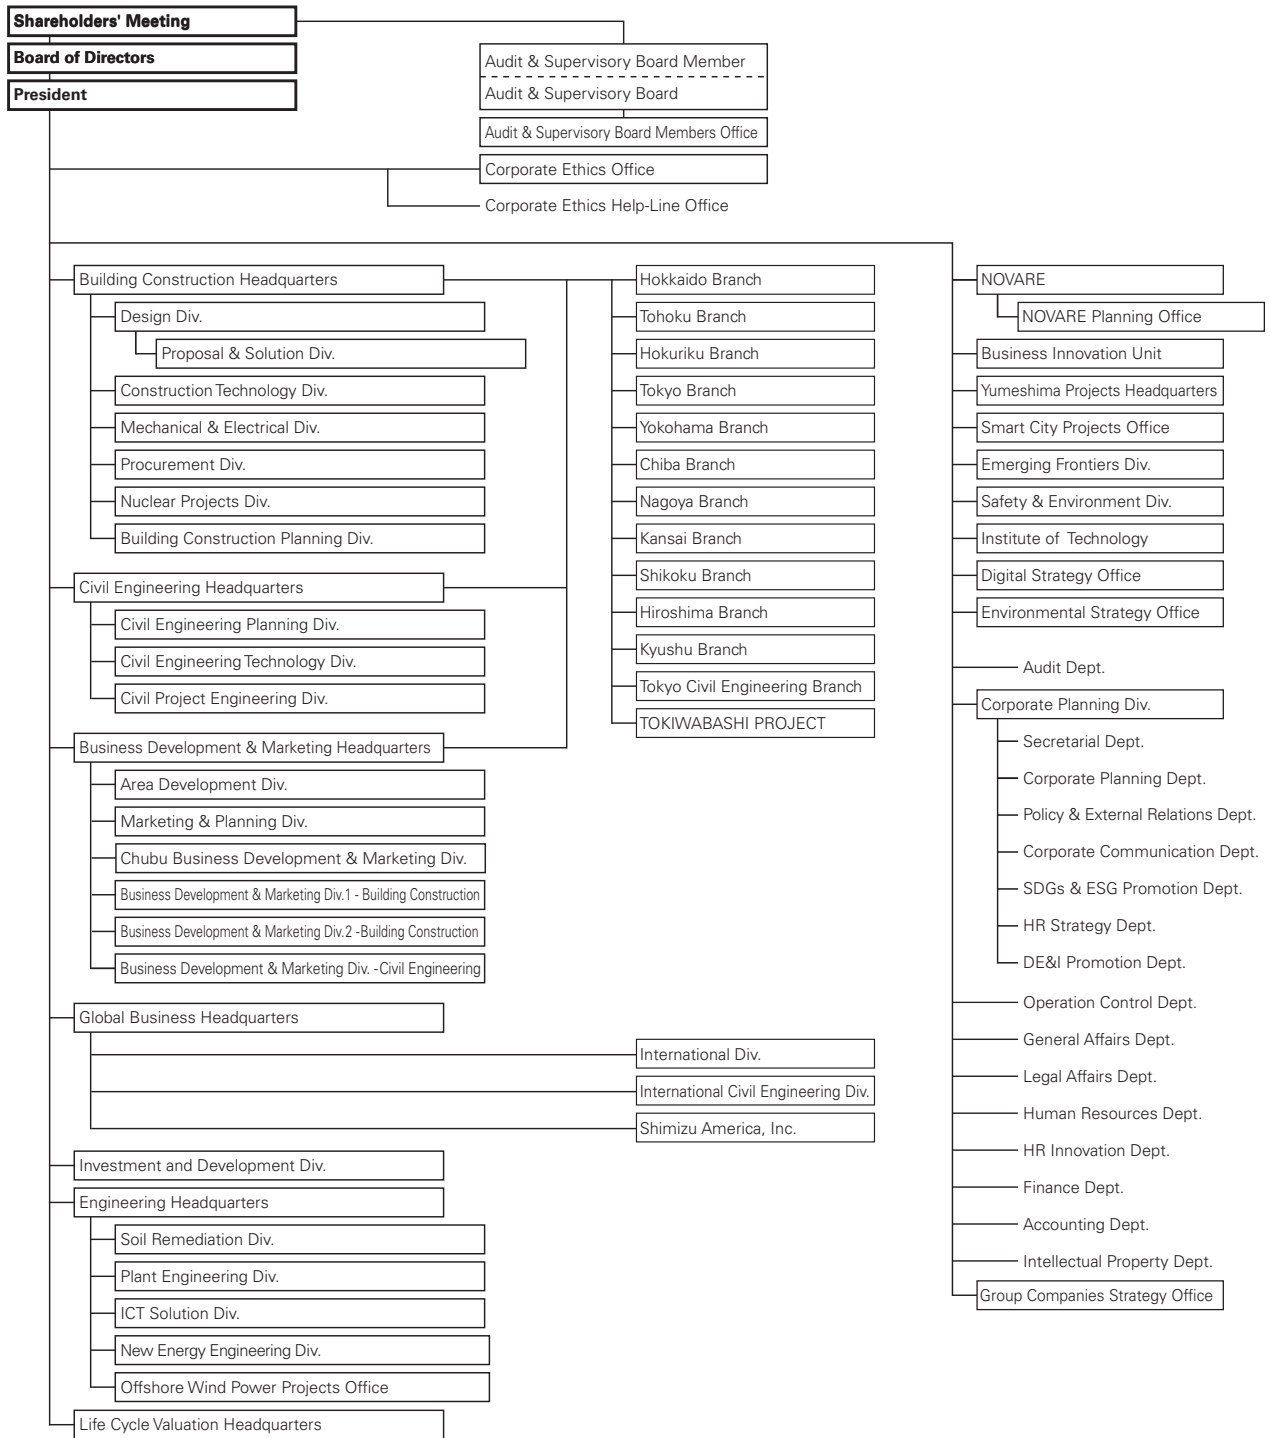 Shareholders' Meeting
Board of Directors
President
Audit & Supervisory Board Member
Audit & Supervisory Board
Audit & Supervisory Board Members Office
Corporate Ethics Office
Corporate Ethics Help-Line Office
Building Construction Headquarters
Design Div.
Proposal & Solution Div.
Construction Technology Div.
Mechanical & Electrical Div.
Procurement Div.
Nuclear Projects Div.
Building Construction Planning Div.
Civil Engineering Headquarters
Civil Engineering Planning Div.
Civil Engineering Technology Div.
Civil Project Engineering Div.
Business Development & Marketing Headquarters
Area Development Div.
Marketing & Planning Div.
Chubu Business Development & Marketing Div.
Business Development & Marketing Div.1 - Building Construction
Business Development & Marketing Div.2 -Building Construction
Business Development & Marketing Div. -Civil Engineering
Global Business Headquarters
Investment and Development Div.
Engineering Headquarters
Soil Remediation Div.
Plant Engineering Div.
ICT Solution Div.
New Energy Engineering Div.
Offshore Wind Power Projects Office
Life Cycle Valuation Headquarters
Hokkaido Branch
Tohoku Branch
Hokuriku Branch
Tokyo Branch
Yokohama Branch
Chiba Branch
Nagoya Branch
Kansai Branch
Shikoku Branch
Hiroshima Branch
Kyushu Branch
Tokyo Civil Engineering Branch
TOKIWABASHI PROJECT
International Div.
International Civil Engineering Div.
Shimizu America, Inc.
NOVARE
NOVARE Planning Office
Business Innovation Unit
Yumeshima Projects Headquarters
Smart City Projects Office
Emerging Frontiers Div.
Safety & Environment Div.
Institute of Technology
Digital Strategy Office
Environmental Strategy Office
Audit Dept.
Corporate Planning Div.
Secretarial Dept.
Corporate Planning Dept.
Policy & External Relations Dept.
Corporate Communication Dept.
SDGs & ESG Promotion Dept.
HR Strategy Dept.
DE&I Promotion Dept.
Operation Control Dept.
General Affairs Dept.
Legal Affairs Dept.
Human Resources Dept.
HR Innovation Dept.
Finance Dept.
Accounting Dept.
Intellectual Property Dept.
Group Companies Strategy Office